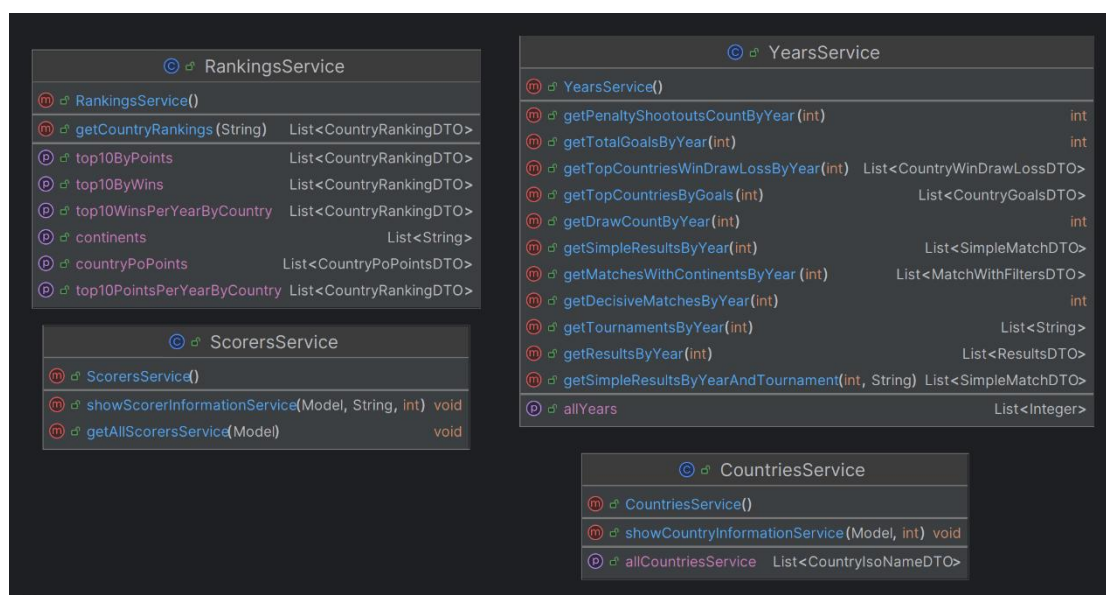 RankingsService
RankingsService()
getCountryRankings(String) List<CountryRankingDTO>
top10ByPoints List<CountryRankingDTO>
top10ByWins List<CountryRankingDTO>
top10WinsPerYearByCountry List<CountryRankingDTO>
continents List<String>
countryPoPoints List<CountryPoPointsDTO>
top10PointsPerYearByCountry List<CountryRankingDTO>
ScorersService
ScorersService()
showScorerInformationService(Model, String, int) void
getAllScorersService(Model) void
YearsService
YearsService()
getPenaltyShootoutsCountByYear(int) int
getTotalGoalsByYear(int) int
getTopCountriesWinDrawLossByYear(int) List<CountryWinDrawLossDTO>
getTopCountriesByGoals(int) List<CountryGoalsDTO>
getDrawCountByYear(int) int
getSimpleResultsByYear(int) List<SimpleMatchDTO>
getMatchesWithContinentsByYear(int) List<MatchWithFiltersDTO>
getDecisiveMatchesByYear(int) int
getTournamentsByYear(int) List<String>
getResultsByYear(int) List<ResultsDTO>
getSimpleResultsByYearAndTournament(int, String) List<SimpleMatchDTO>
allYears List<Integer>
CountriesService
CountriesService()
showCountryInformationService(Model, int) void
allCountriesService List<CountryIsoNameDTO>